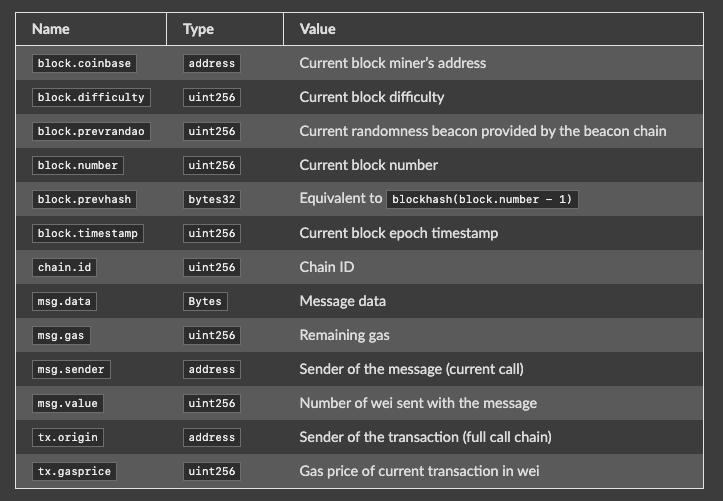 Name Type Value
block.coinbase address Current block miner’s address
block.difficulty uint256 Current block difficulty
block.prevrandao uint256 Current randomness beacon provided by the beacon chain
block.number uint256 Current block number
block.prevhash bytes32 Equivalent to blockhash(block.number - 1)
block.timestamp uint256 Current block epoch timestamp
chain.id uint256 Chain ID
msg.data Bytes Message data
msg.gas uint256 Remaining gas
msg.sender address Sender of the message (current call)
msg.value uint256 Number of wei sent with the message
tx.origin address Sender of the transaction (full call chain)
tx.gasprice uint256 Gas price of current transaction in wei